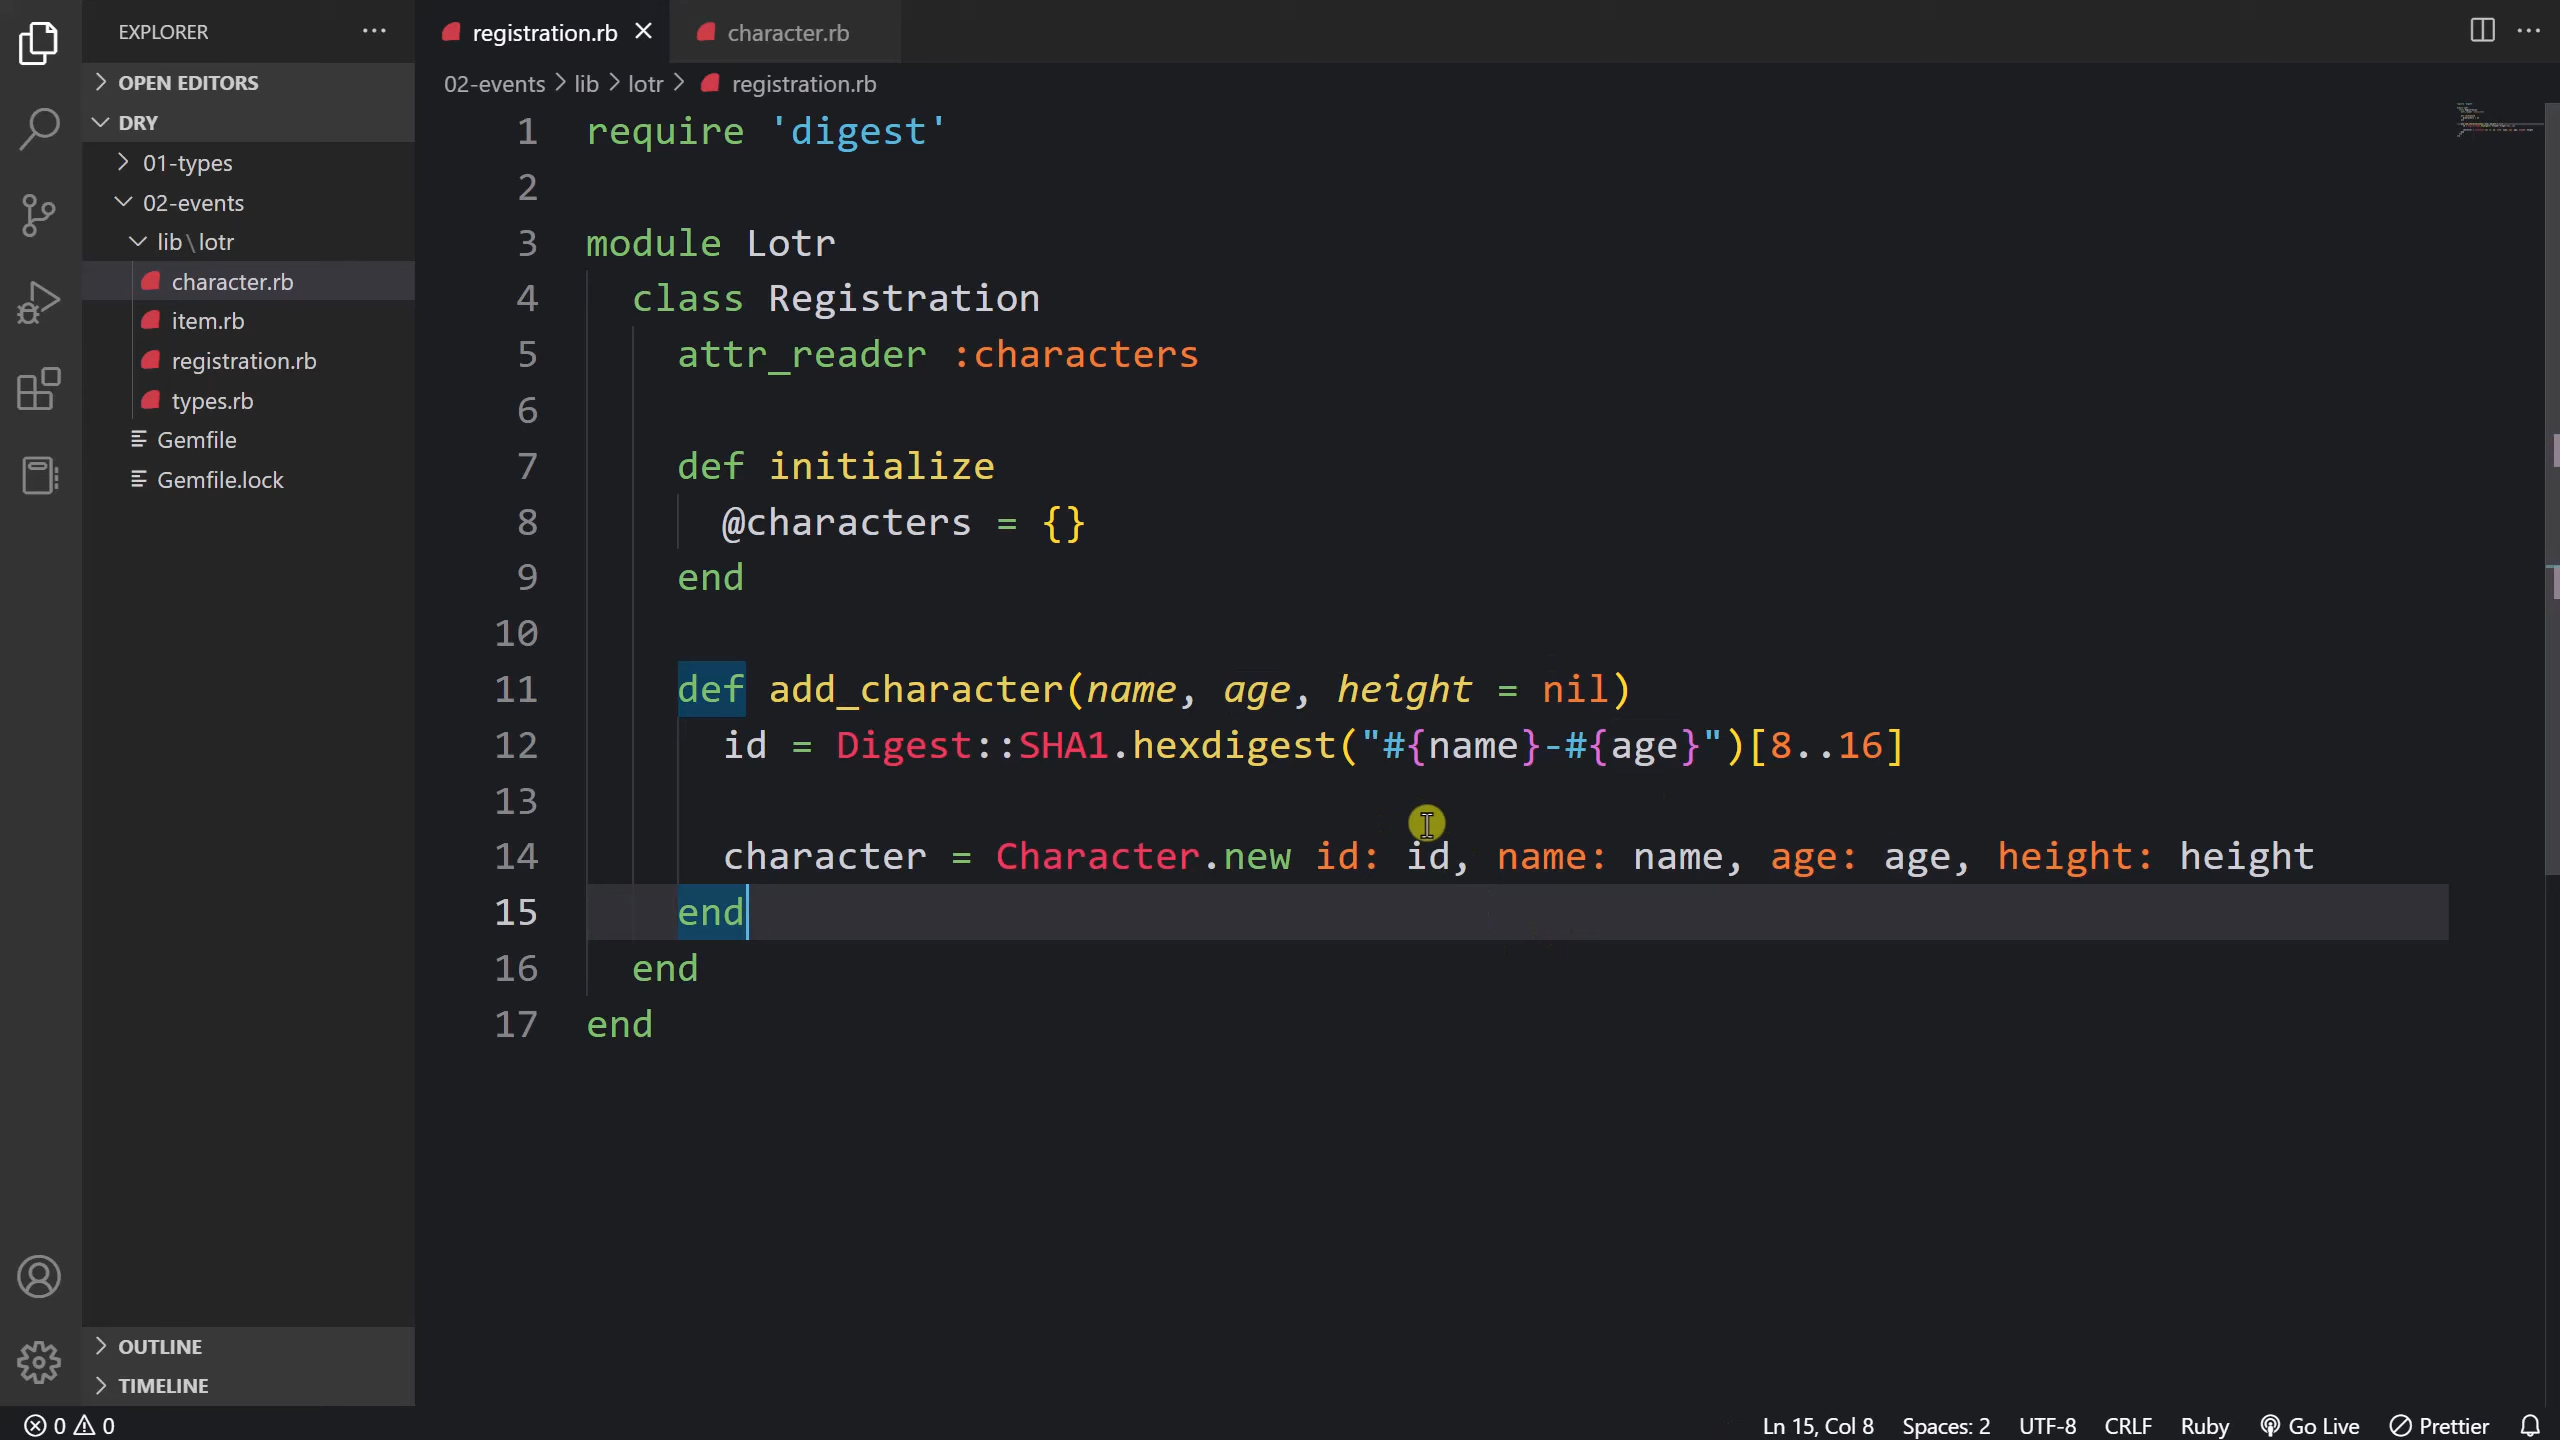 EXPLORER
OPEN EDITORS
DRY
01-types
02-events
lib\lotr
character.rb
item.rb
registration.rb
types.rb
Gemfile
Gemfile.lock
OUTLINE
TIMELINE
registration.rb
character.rb
02-events > lib > lotr > registration.rb
1 require 'digest'
2
3 module Lotr
4 class Registration
5 attr_reader :characters
6
7 def initialize
8 @characters = {}
9 end
10
11 def add_character(name, age, height = nil)
12 id = Digest::SHA1.hexdigest("#{name}-#{age}")[8..16]
13
14 character = Character.new id: id, name: name, age: age, height: height
15 end
16 end
17 end
0 0
Ln 15, Col 8 Spaces: 2 UTF-8 CRLF Ruby Go Live Prettier